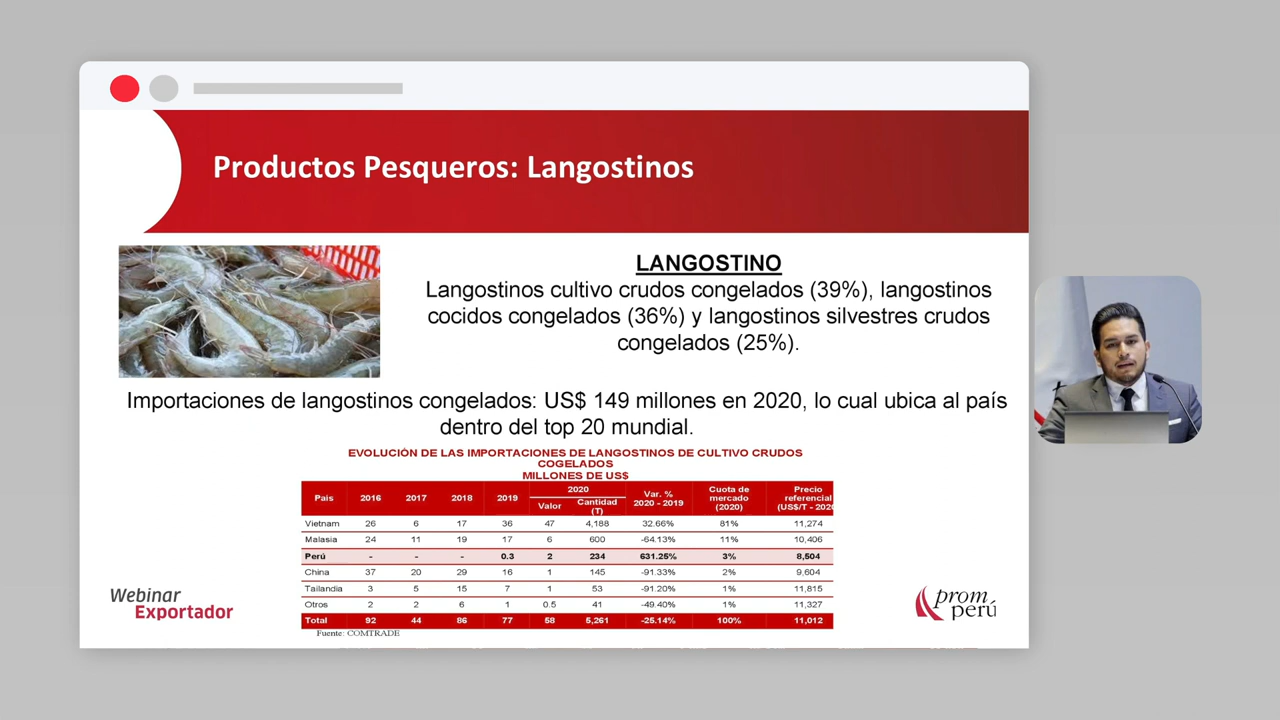 Productos Pesqueros: Langostinos
LANGOSTINO
Langostinos cultivo crudos congelados (39%), langostinos
cocidos congelados (36%) y langostinos silvestres crudos
congelados (25%).
Importaciones de langostinos congelados: US$ 149 millones en 2020, lo cual ubica al país
dentro del top 20 mundial.
EVOLUCIÓN DE LAS IMPORTACIONES DE LANGOSTINOS DE CULTIVO CRUDOS
COGELADOS
MILLONES DE US$
País 2016 2017 2018 2019 2020 Valor Cantidad (T) Var. % 2020 - 2019 Cuota de mercado (2020) Precio referencial (US$/T - 2020
Vietnam 26 6 17 36 47 4,188 32.66% 81% 11,274
Malasia 24 11 19 17 6 600 -64.13% 11% 10,406
Perú - - - 0.3 2 234 631.25% 3% 8,504
China 37 20 29 16 1 145 -91.33% 2% 9,604
Tailandia 3 5 15 7 1 53 -91.20% 1% 11,815
Otros 2 2 6 1 0.5 41 -49.40% 1% 11,327
Total 92 44 86 77 58 5,261 -25.14% 100% 11,012
Fuente: COMTRADE
Webinar
Exportador
prom
perú